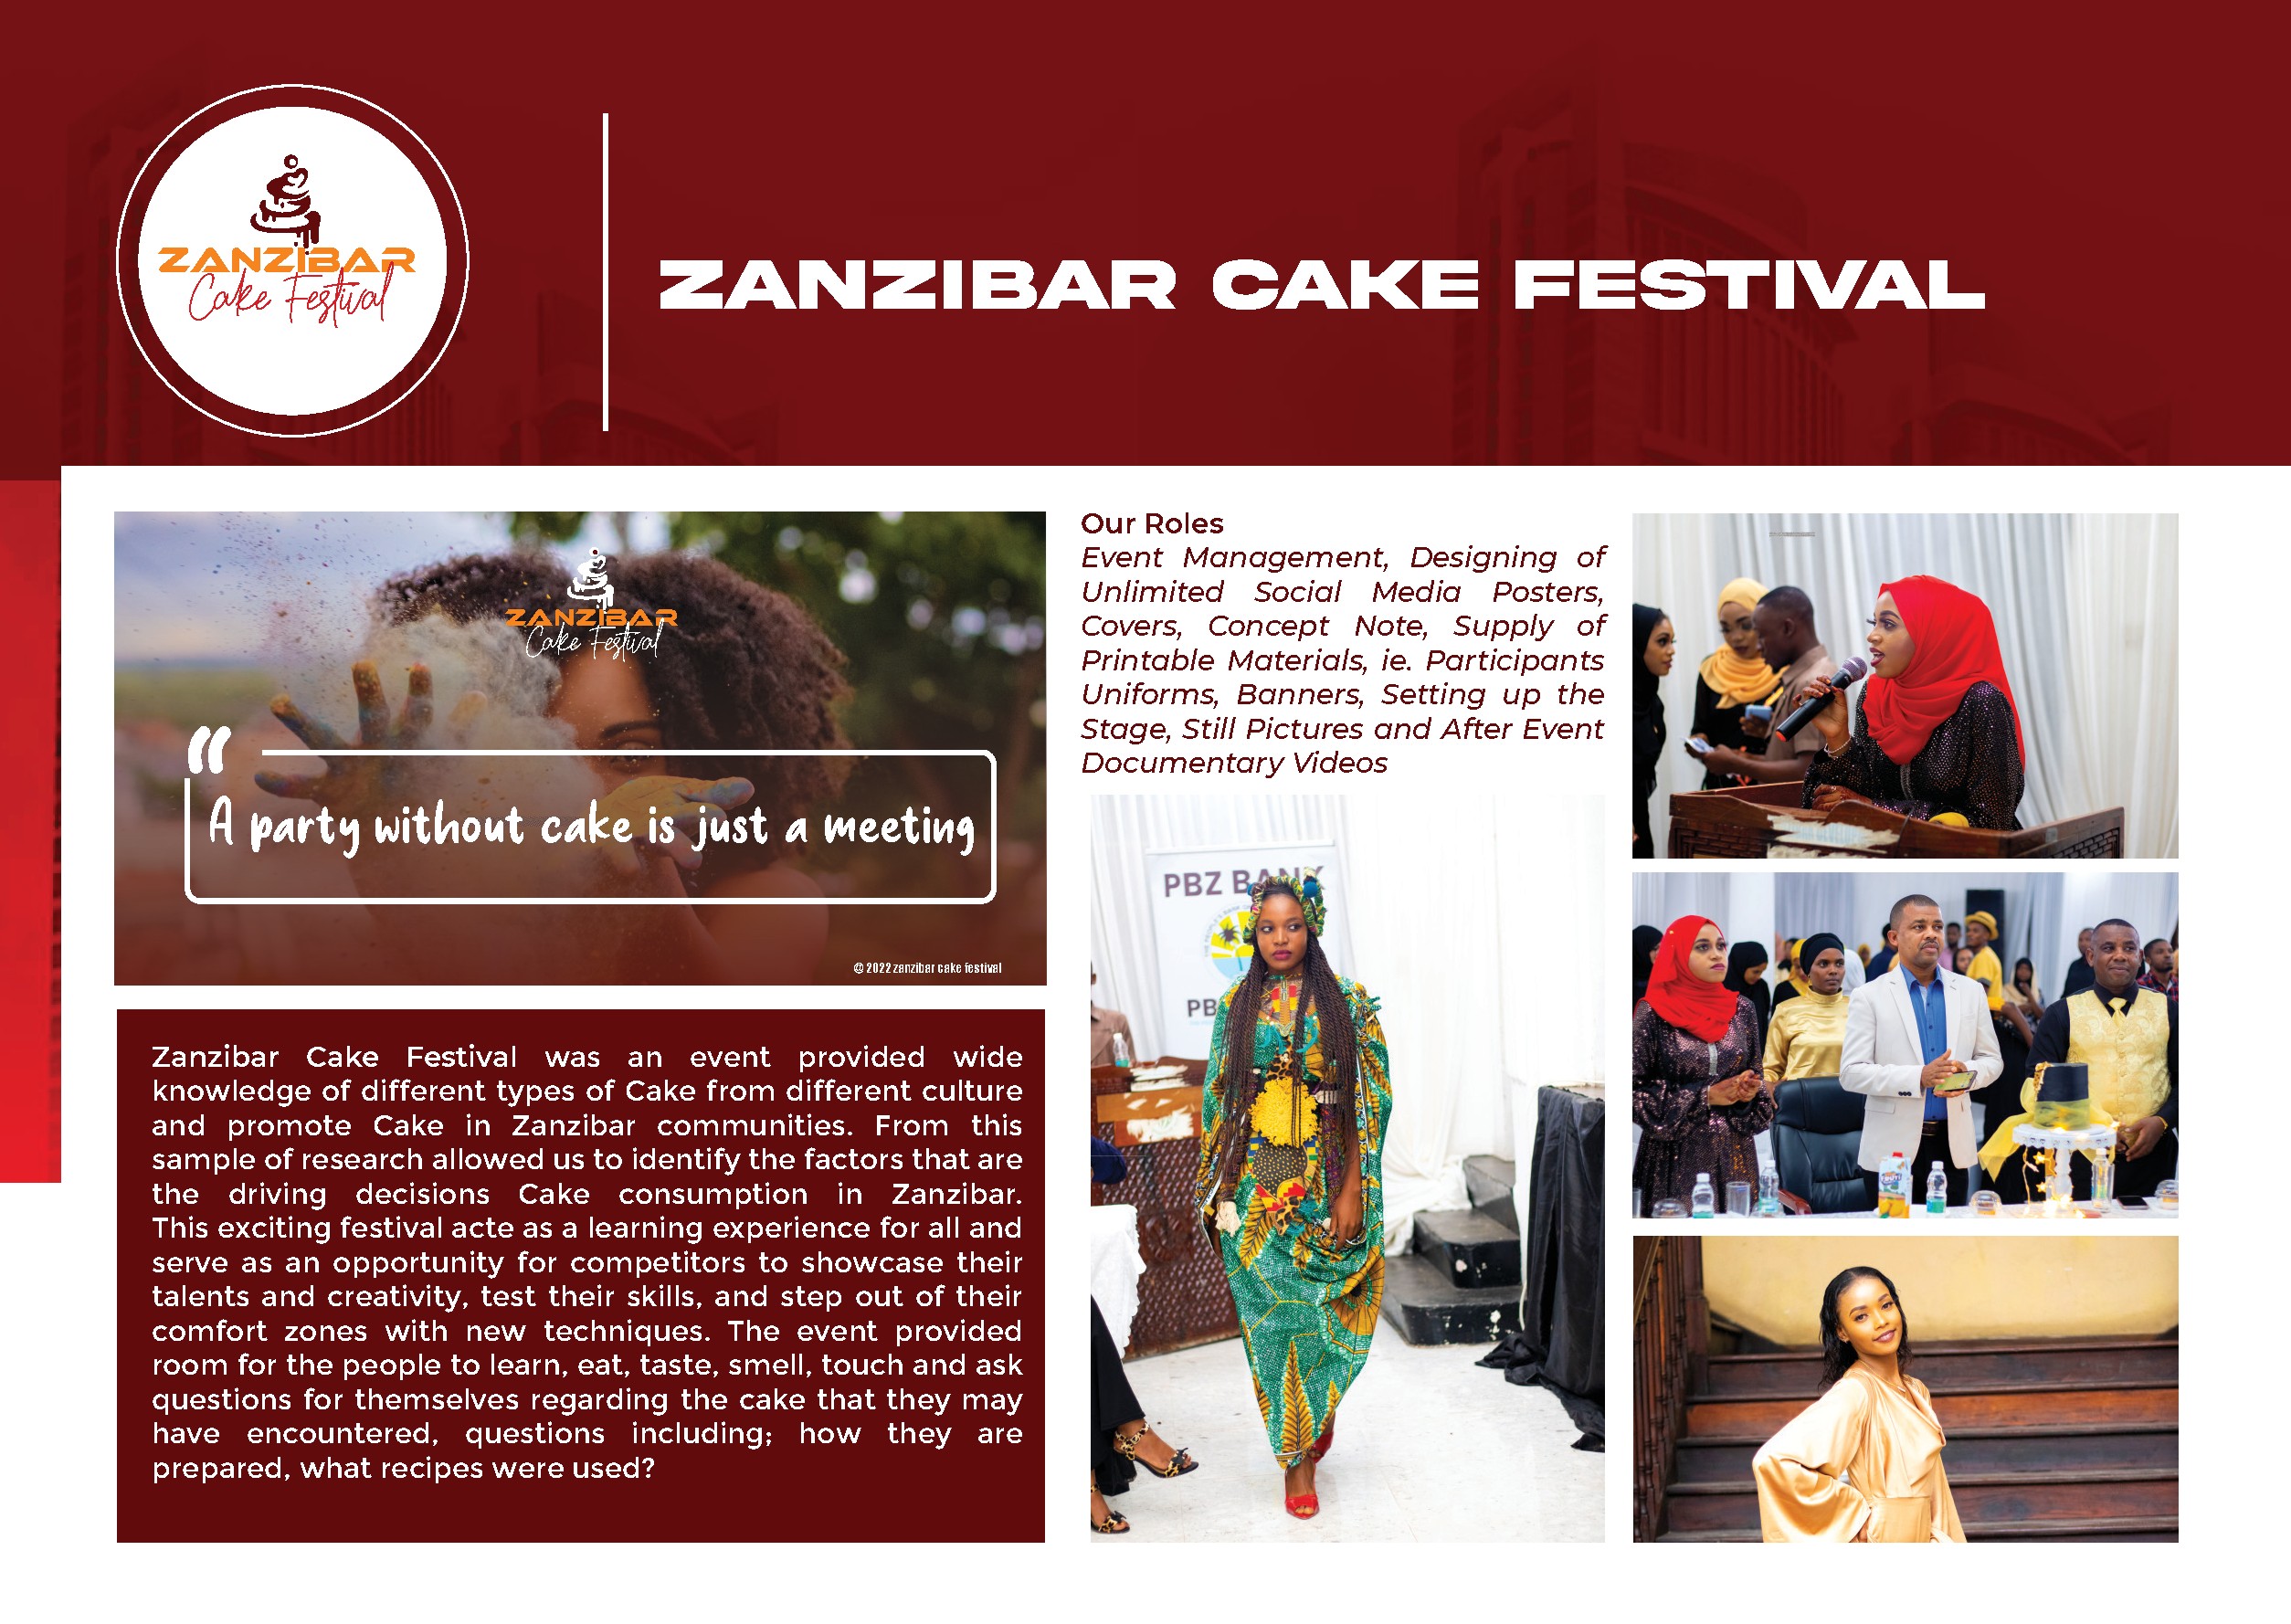 ZANZIBAR
Cake Festival
ZANZIBAR CAKE FESTIVAL
ZANZIBAR
Cake Festival
“
A party without cake is just a meeting
© 2022 zanzibar cake festival
Zanzibar Cake Festival was an event provided wide
knowledge of different types of Cake from different culture
and promote Cake in Zanzibar communities. From this
sample of research allowed us to identify the factors that are
the driving decisions Cake consumption in Zanzibar.
This exciting festival acte as a learning experience for all and
serve as an opportunity for competitors to showcase their
talents and creativity, test their skills, and step out of their
comfort zones with new techniques. The event provided
room for the people to learn, eat, taste, smell, touch and ask
questions for themselves regarding the cake that they may
have encountered, questions including; how they are
prepared, what recipes were used?
Our Roles
Event Management, Designing of
Unlimited Social Media Posters,
Covers, Concept Note, Supply of
Printable Materials, ie. Participants
Uniforms, Banners, Setting up the
Stage, Still Pictures and After Event
Documentary Videos
PBZ BANK
PB